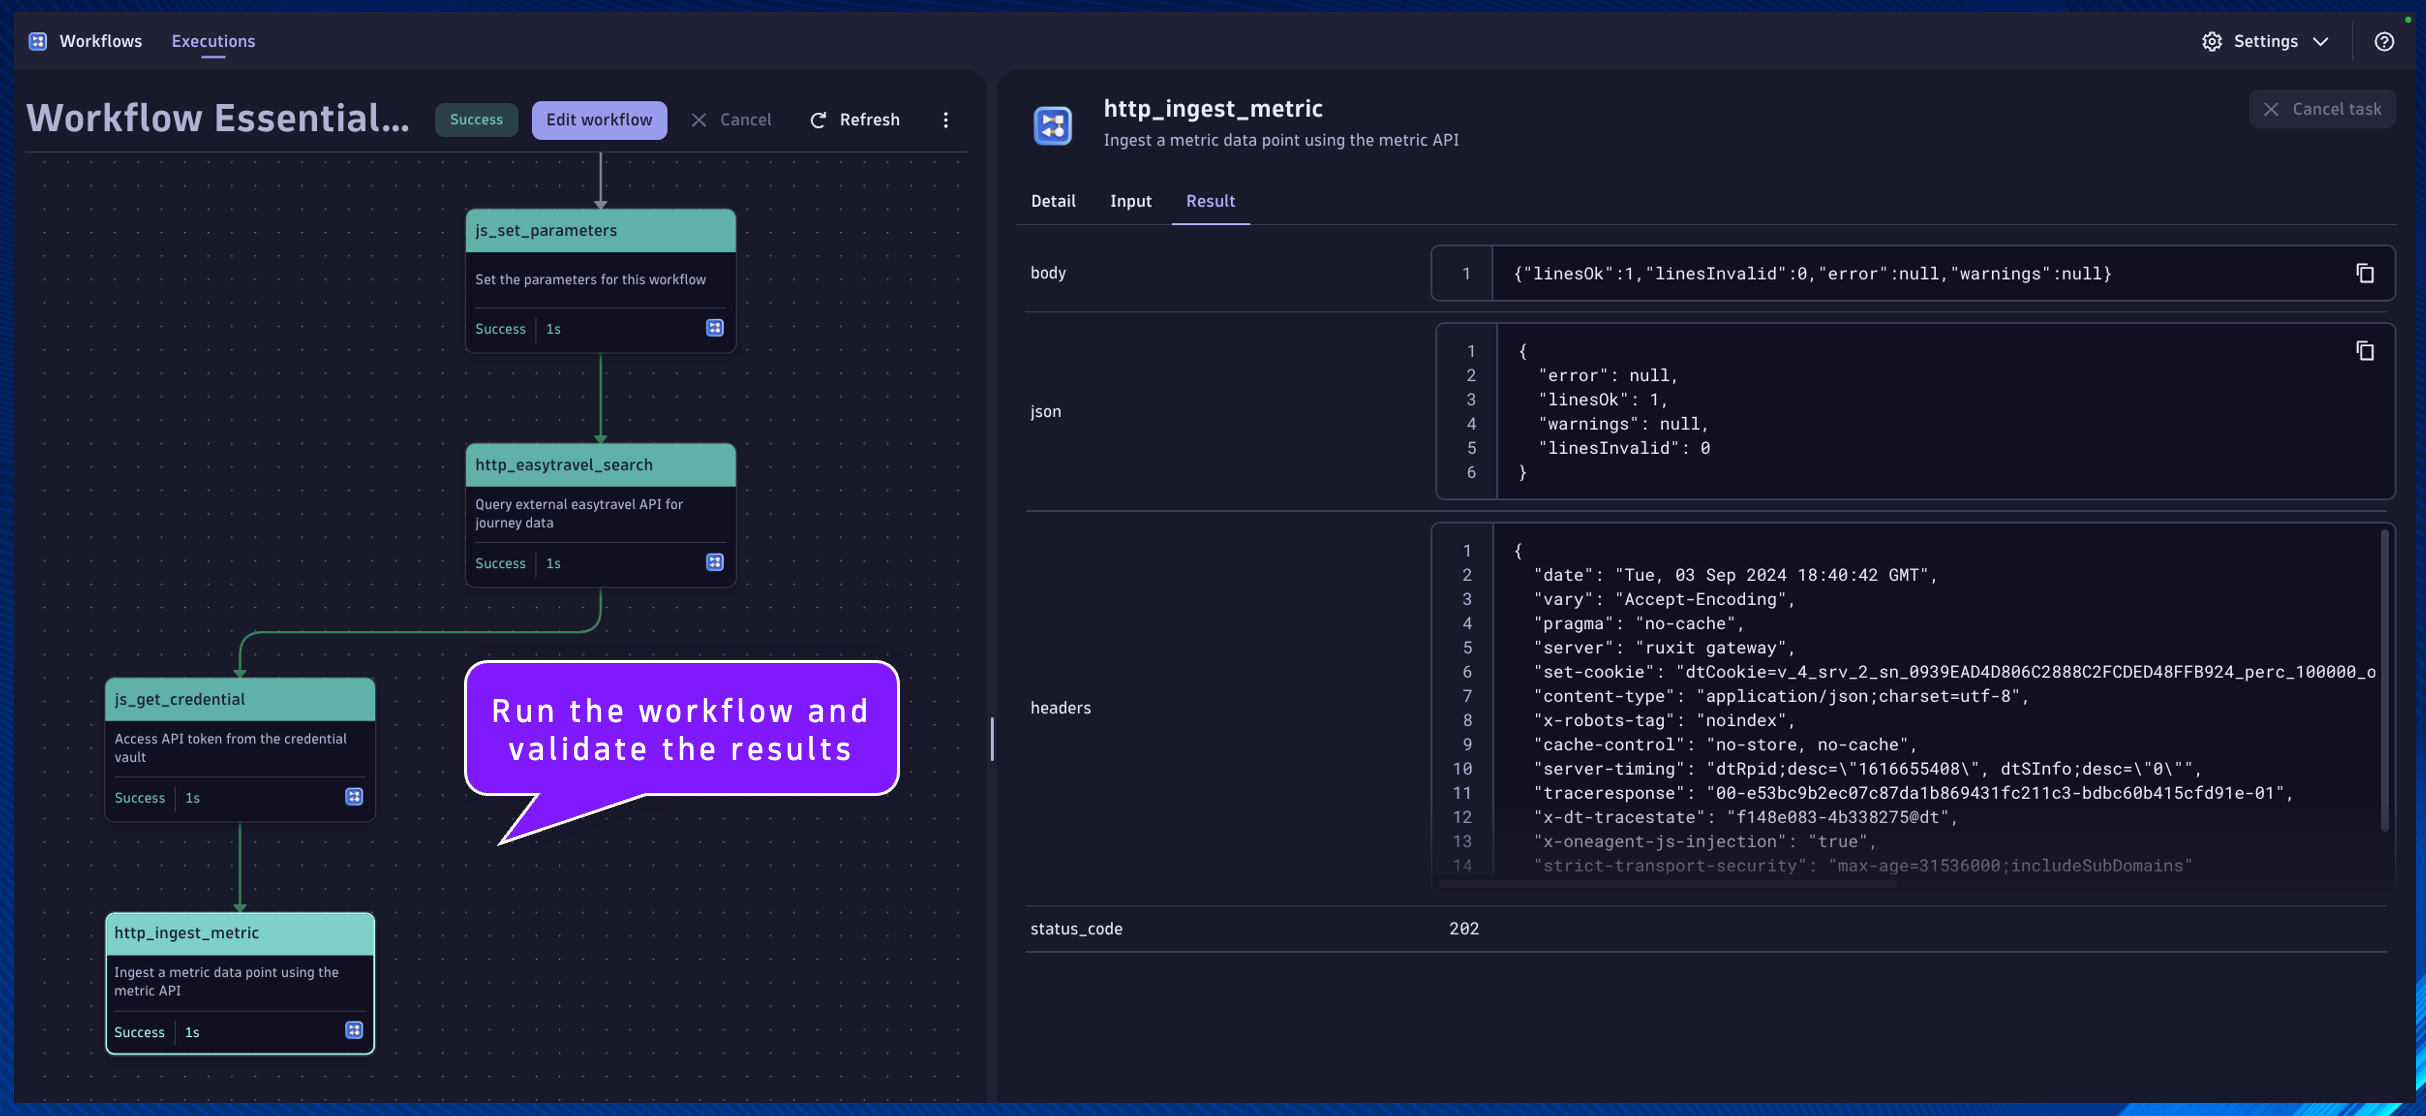 Workflows Executions Settings
Workflow Essential... Success Edit workflow Cancel Refresh
js_set_parameters
Set the parameters for this workflow
Success 1s
http_easytravel_search
Query external easytravel API for
journey data
Success 1s
js_get_credential
Access API token from the credential
vault
Success 1s
http_ingest_metric
Ingest a metric data point using the
metric API
Success 1s
Run the workflow and
validate the results
http_ingest_metric
Ingest a metric data point using the metric API
Cancel task
Detail Input Result
body
1 {"linesOk":1,"linesInvalid":0,"error":null,"warnings":null}
json
1 {
2 "error": null,
3 "linesOk": 1,
4 "warnings": null,
5 "linesInvalid": 0
6 }
headers
1 {
2 "date": "Tue, 03 Sep 2024 18:40:42 GMT",
3 "vary": "Accept-Encoding",
4 "pragma": "no-cache",
5 "server": "ruxit gateway",
6 "set-cookie": "dtCookie=v_4_srv_2_sn_0939EAD4D806C2888C2FCDED48FFB924_perc_100000_o
7 "content-type": "application/json;charset=utf-8",
8 "x-robots-tag": "noindex",
9 "cache-control": "no-store, no-cache",
10 "server-timing": "dtRpid;desc=\"1616655408\", dtSInfo;desc=\"0\"",
11 "traceresponse": "00-e53bc9b2ec07c87da1b869431fc211c3-bdbc60b415cfd91e-01",
12 "x-dt-tracestate": "f148e083-4b338275@dt",
13 "x-oneagent-js-injection": "true",
14 "strict-transport-security": "max-age=31536000;includeSubDomains"
status_code 202